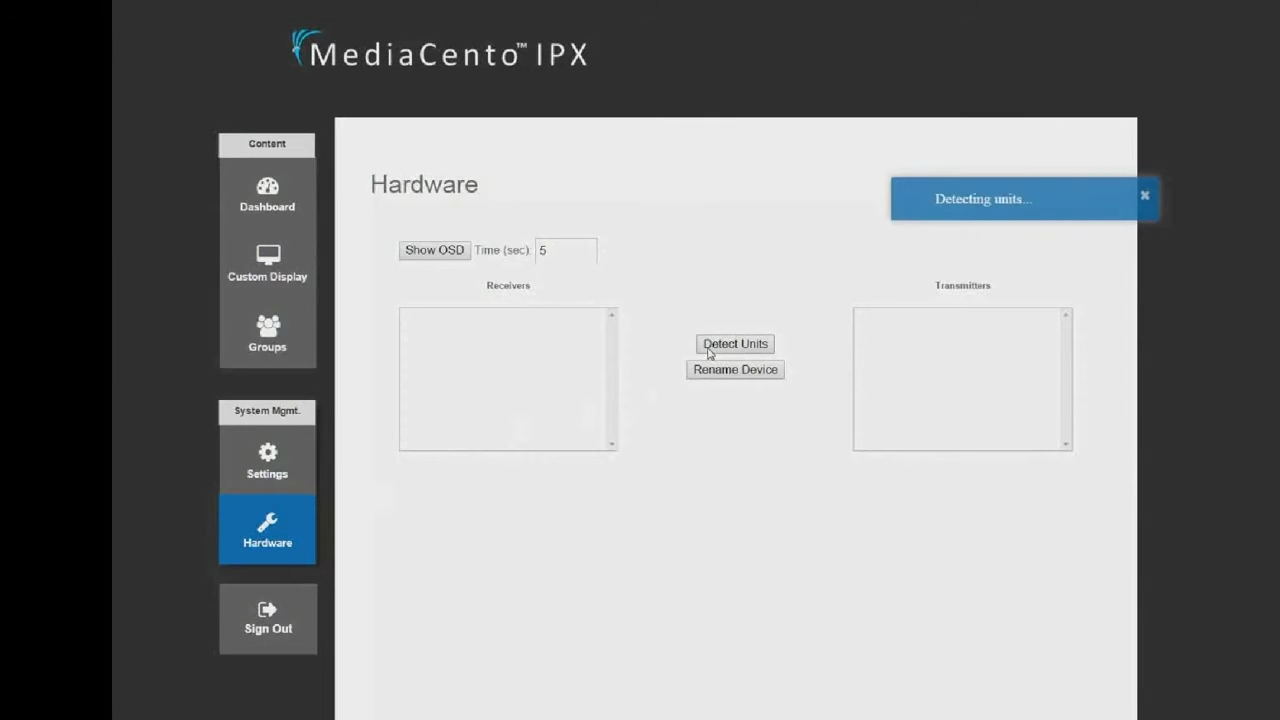 MediaCento™ IPX
Content
Dashboard
Custom Display
Groups
System Mgmt.
Settings
Hardware
Sign Out
Hardware
Detecting units...
Show OSD Time (sec): 5
Receivers
Transmitters
Detect Units
Rename Device